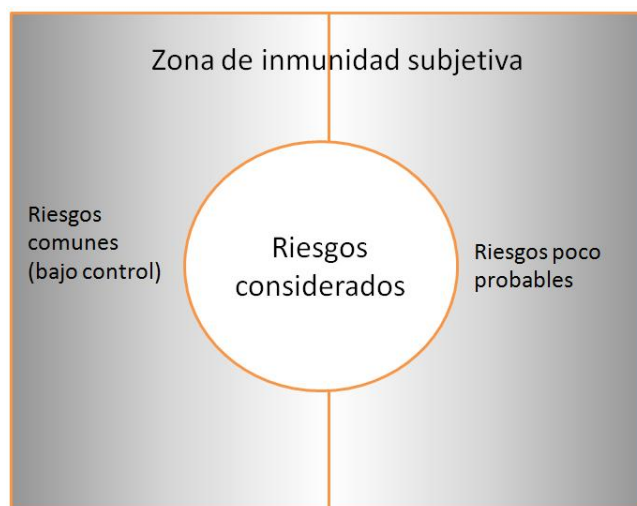 Zona de inmunidad subjetiva
Riesgos
comunes
(bajo control)
Riesgos
considerados
Riesgos poco
probables